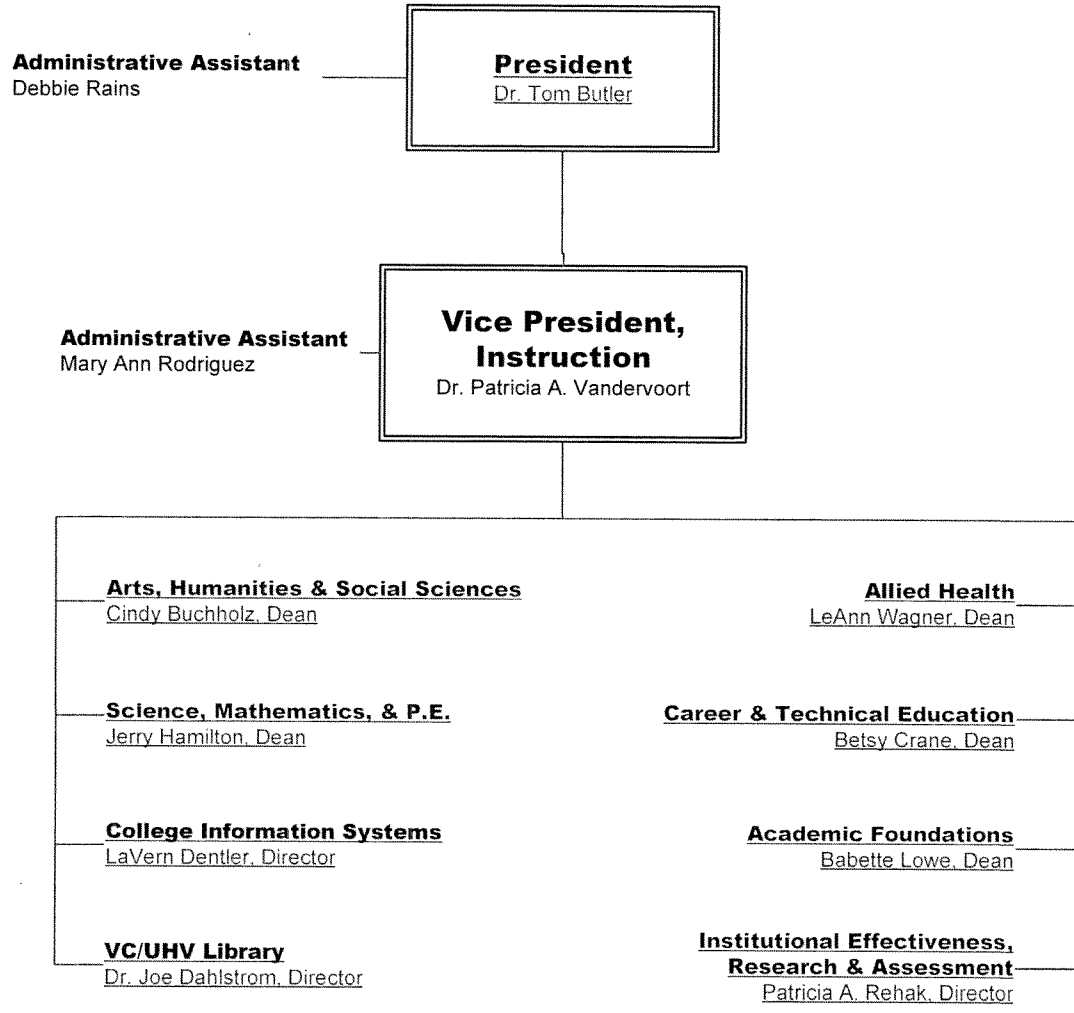 Administrative Assistant
Debbie Rains
President
Dr. Tom Butler
Administrative Assistant
Mary Ann Rodriguez
Vice President,
Instruction
Dr. Patricia A. Vandervoort
Arts, Humanities & Social Sciences
Cindy Buchholz, Dean
Science, Mathematics, & P.E.
Jerry Hamilton, Dean
College Information Systems
LaVern Dentler, Director
VC/UHV Library
Dr. Joe Dahlstrom, Director
Allied Health
LeAnn Wagner, Dean
Career & Technical Education
Betsy Crane, Dean
Academic Foundations
Babette Lowe, Dean
Institutional Effectiveness,
Research & Assessment
Patricia A. Rehak, Director